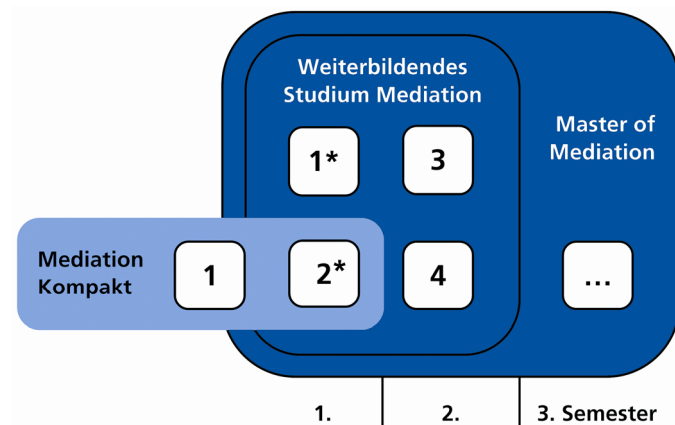 Weiterbildendes
Studium Mediation
Master of
Mediation
1*
3
Mediation
Kompakt
1
2*
4
...
1.
2.
3. Semester